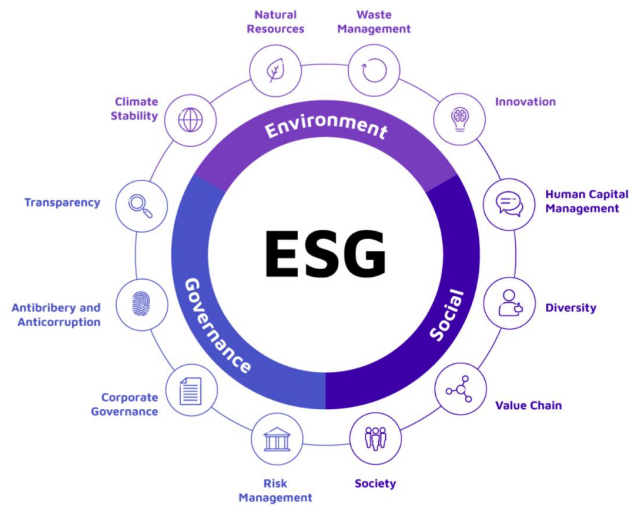 Natural
Resources
Waste
Management
Climate
Stability
Innovation
Environment
Transparency
Human Capital
Management
ESG
Antibribery and
Anticorruption
Governance
Social
Diversity
Corporate
Governance
Value Chain
Risk
Management
Society